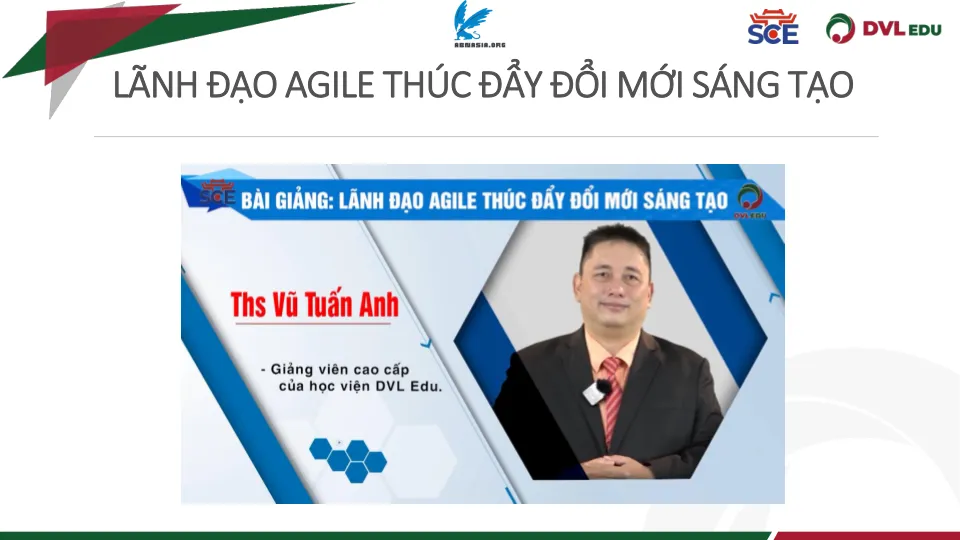 ABNASIA.ORG
SCE
DVL EDU
LÃNH ĐẠO AGILE THÚC ĐẨY ĐỔI MỚI SÁNG TẠO
SCE
BÀI GIẢNG: LÃNH ĐẠO AGILE THÚC ĐẨY ĐỔI MỚI SÁNG TẠO
DVL EDU
Ths Vũ Tuấn Anh
- Giảng viên cao cấp
của học viện DVL Edu.